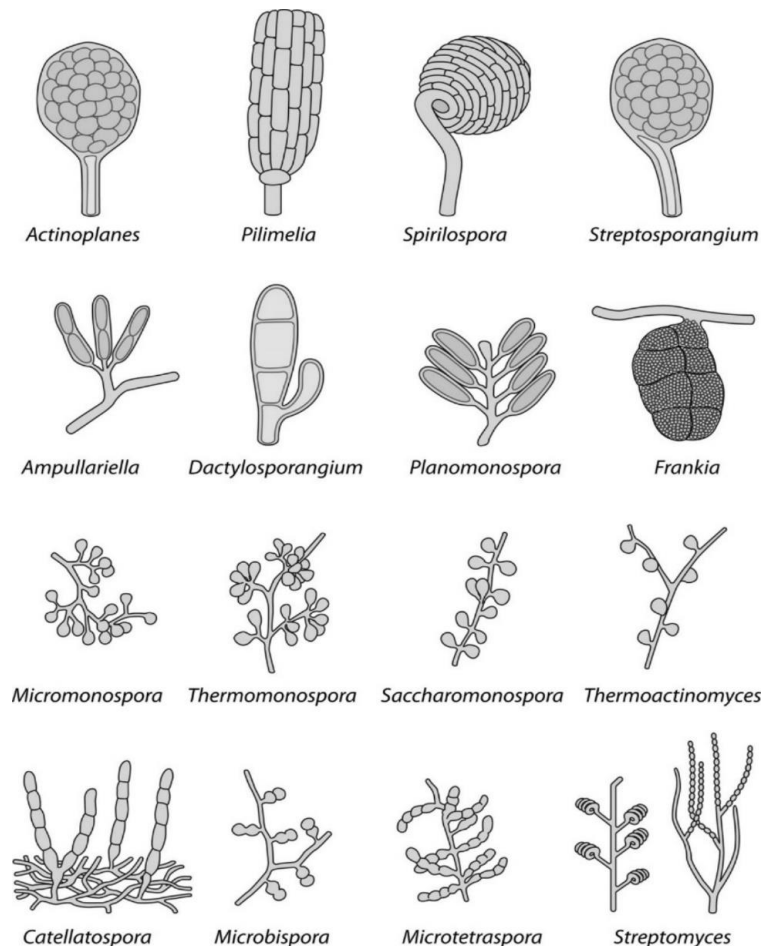 Actinoplanes
Pilimelia
Spirilospora
Streptosporangium
Ampullariella
Dactylosporangium
Planomonospora
Frankia
Micromonospora
Thermomonospora
Saccharomonospora
Thermoactinomyces
Catellatospora
Microbispora
Microtetraspora
Streptomyces